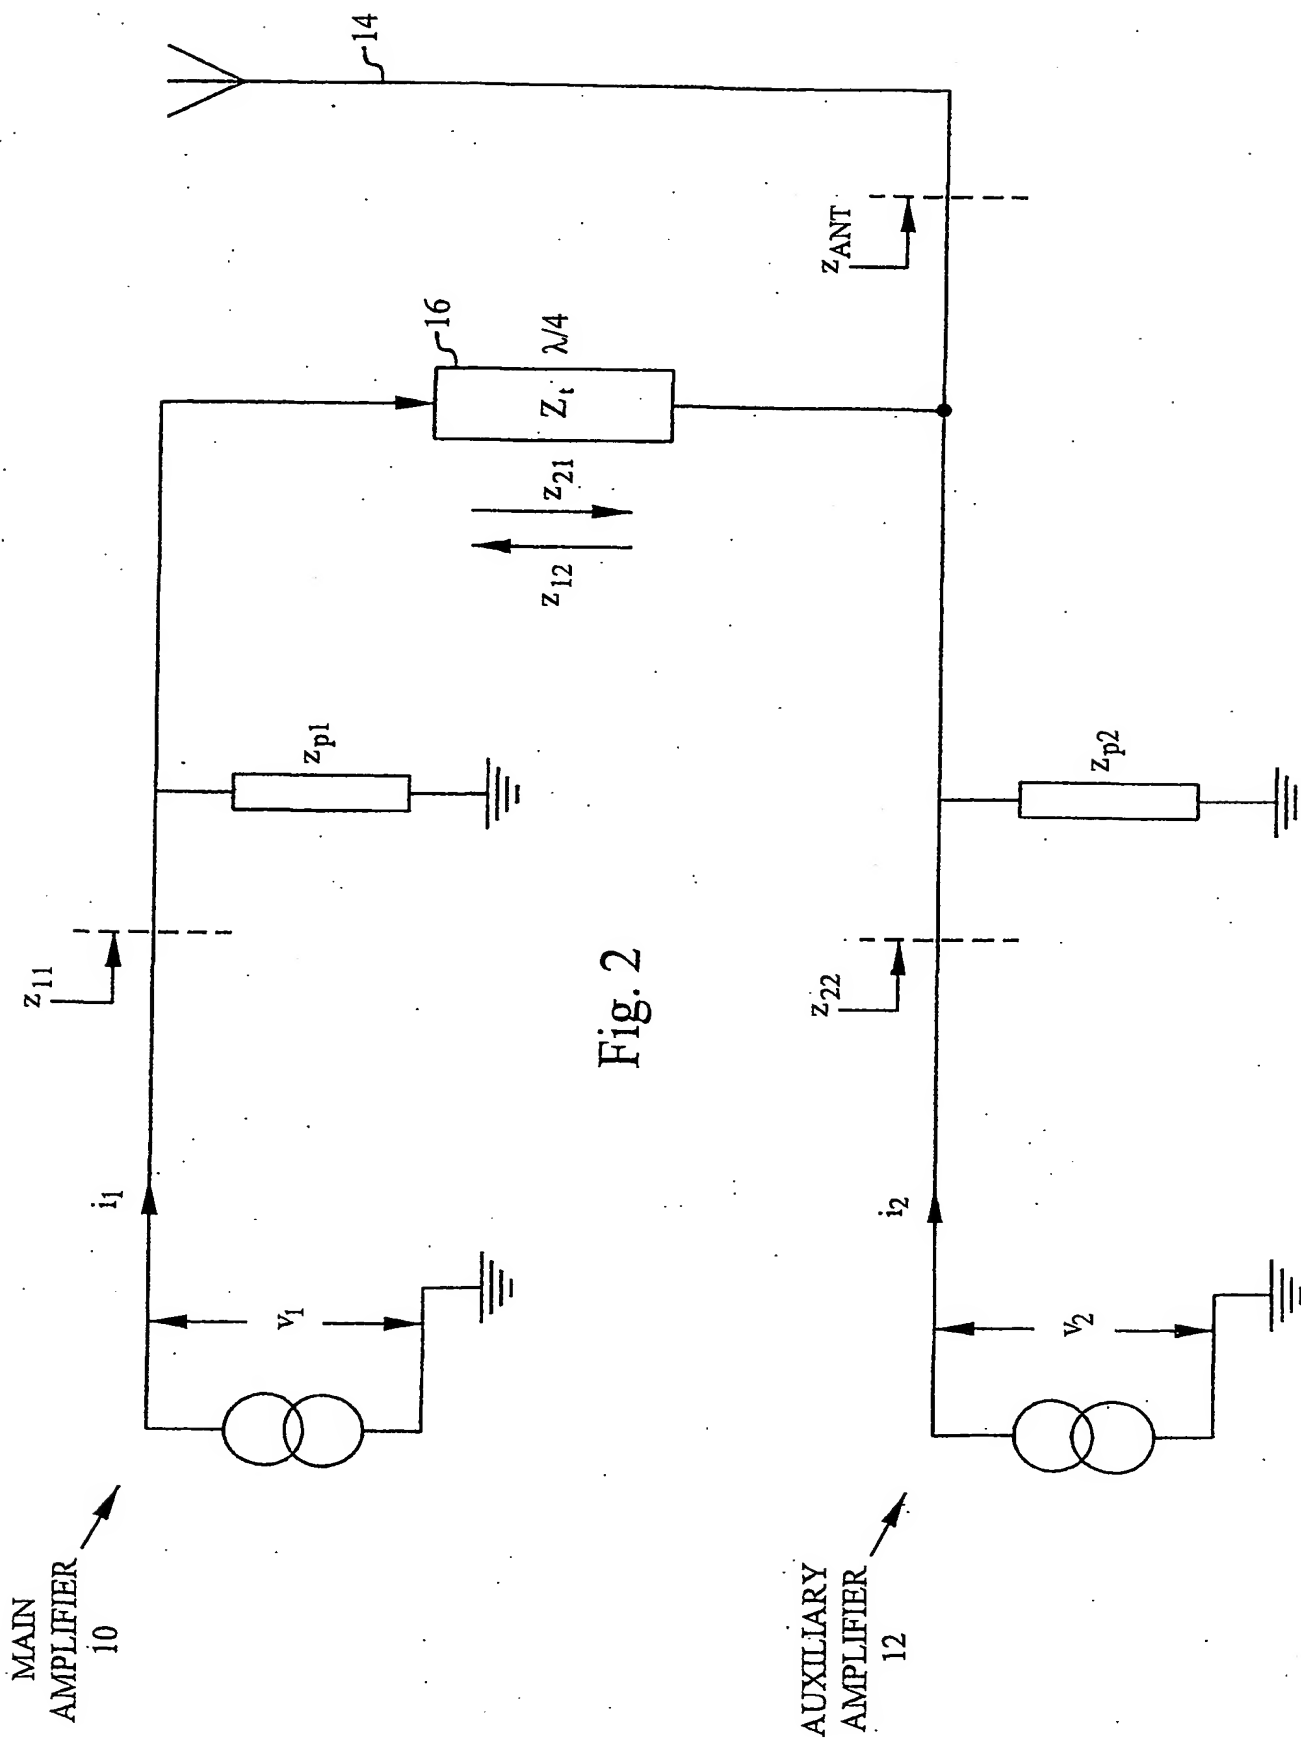 MAIN
AMPLIFIER
10
v1
i1
z11
zp1
z12
z21
Zt
λ/4
16
14
Fig. 2
AUXILIARY
AMPLIFIER
12
v2
i2
z22
zp2
zANT